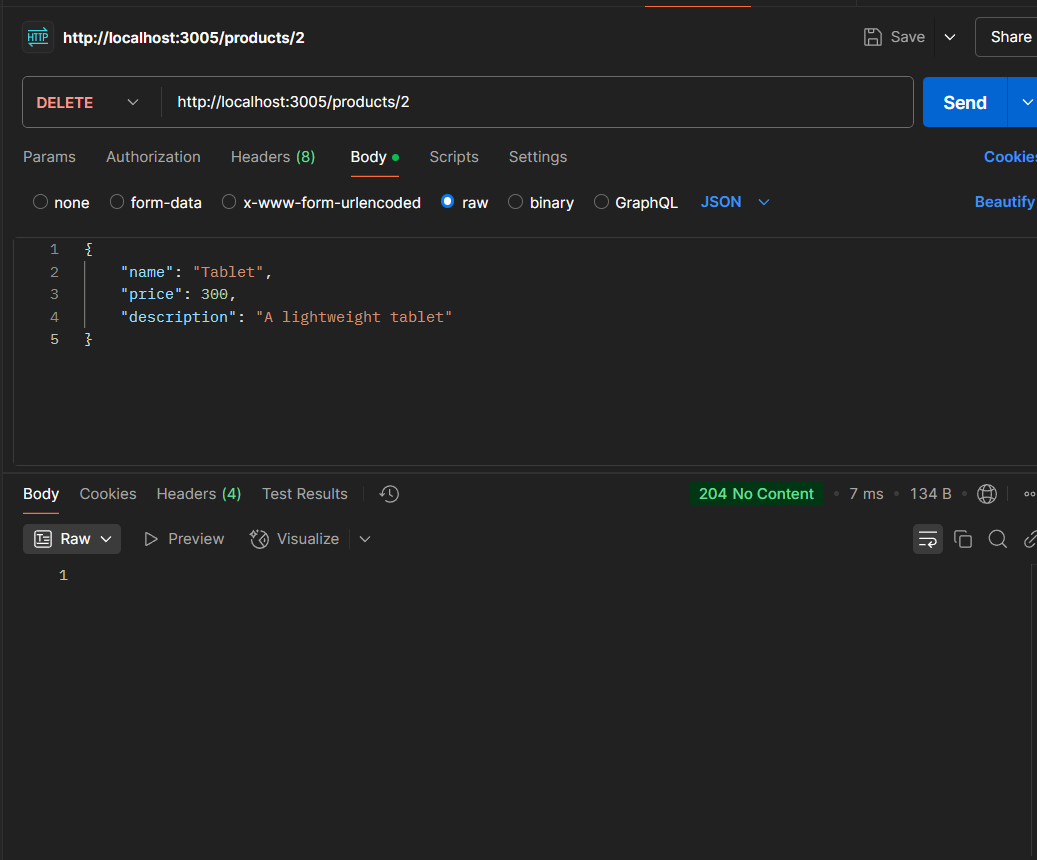 HTTP http://localhost:3005/products/2 Save Share
DELETE http://localhost:3005/products/2 Send
Params Authorization Headers (8) Body Scripts Settings Cookies
none form-data x-www-form-urlencoded raw binary GraphQL JSON Beautify
1 {
2 "name": "Tablet",
3 "price": 300,
4 "description": "A lightweight tablet"
5 }
Body Cookies Headers (4) Test Results 204 No Content • 7 ms • 134 B •
Raw Preview Visualize
1